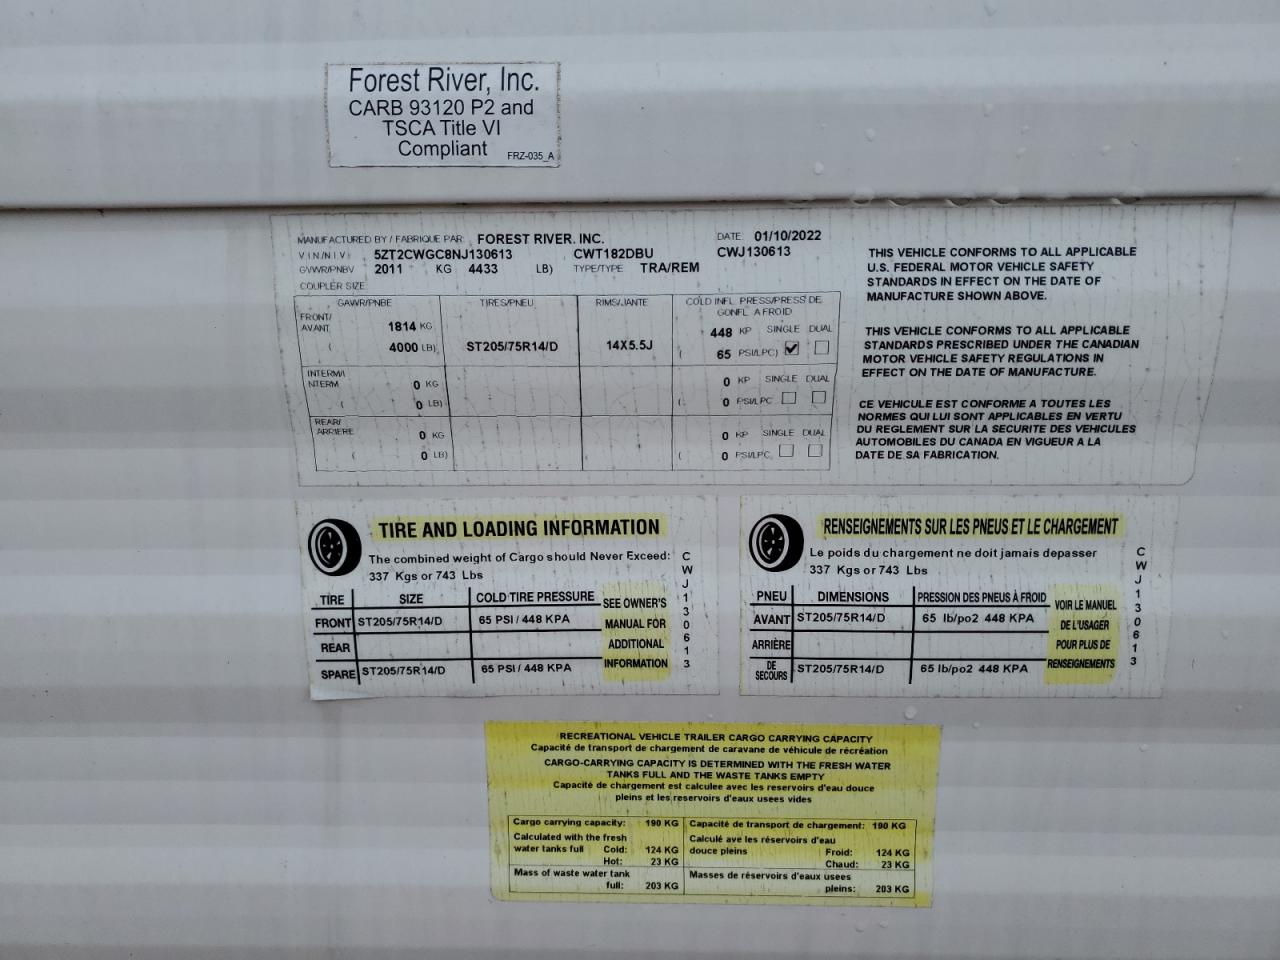 Forest River, Inc.
CARB 93120 P2 and
TSCA Title VI
Compliant
FRZ-035_A
MANUFACTURED BY / FABRIQUE PAR: FOREST RIVER, INC. DATE 01/10/2022
V I N / N I V: 5ZT2CWGC8NJ130613 CWT182DBU CWJ130613
GVWR/PNBV 2011 KG 4433 LB) TYPE/TYPE TRA/REM
COUPLER SIZE
GAWR/PNBE TIRES/PNEU RIMS/JANTE COLD INFL PRESS/PRESS DE
GONFL A FROID
FRONT/
AVANT 1814 KG 448 KP SINGLE DUAL
( 4000 LB) ST205/75R14/D 14X5.5J ( 65 PSI/LPC)
INTERM/
INTERM 0 KG 0 KP SINGLE DUAL
( 0 LB) ( 0 PSI/LPC
REAR/
ARRIERE 0 KG 0 KP SINGLE DUAL
( 0 LB) ( 0 PSI/LPC
THIS VEHICLE CONFORMS TO ALL APPLICABLE
U.S. FEDERAL MOTOR VEHICLE SAFETY
STANDARDS IN EFFECT ON THE DATE OF
MANUFACTURE SHOWN ABOVE.
THIS VEHICLE CONFORMS TO ALL APPLICABLE
STANDARDS PRESCRIBED UNDER THE CANADIAN
MOTOR VEHICLE SAFETY REGULATIONS IN
EFFECT ON THE DATE OF MANUFACTURE.
CE VEHICULE EST CONFORME A TOUTES LES
NORMES QUI LUI SONT APPLICABLES EN VERTU
DU REGLEMENT SUR LA SECURITE DES VEHICULES
AUTOMOBILES DU CANADA EN VIGUEUR A LA
DATE DE SA FABRICATION.
TIRE AND LOADING INFORMATION
The combined weight of Cargo should Never Exceed:
337 Kgs or 743 Lbs
TIRE SIZE COLD TIRE PRESSURE
FRONT ST205/75R14/D 65 PSI / 448 KPA
REAR
SPARE ST205/75R14/D 65 PSI / 448 KPA
SEE OWNER'S
MANUAL FOR
ADDITIONAL
INFORMATION
CWJ130613
RENSEIGNEMENTS SUR LES PNEUS ET LE CHARGEMENT
Le poids du chargement ne doit jamais depasser
337 Kgs or 743 Lbs
PNEU DIMENSIONS PRESSION DES PNEUS À FROID
AVANT ST205/75R14/D 65 lb/po2 448 KPA
ARRIÈRE
DE
SECOURS ST205/75R14/D 65 lb/po2 448 KPA
VOIR LE MANUEL
DE L'USAGER
POUR PLUS DE
RENSEIGNEMENTS
CWJ130613
RECREATIONAL VEHICLE TRAILER CARGO CARRYING CAPACITY
Capacité de transport de chargement de caravane de véhicule de récréation
CARGO-CARRYING CAPACITY IS DETERMINED WITH THE FRESH WATER
TANKS FULL AND THE WASTE TANKS EMPTY
Capacité de chargement est calculee avec les reservoirs d'eau douce
pleins et les reservoirs d'eaux usees vides
Cargo carrying capacity: 190 KG
Calculated with the fresh
water tanks full Cold: 124 KG
Hot: 23 KG
Mass of waste water tank
full: 203 KG
Capacité de transport de chargement: 190 KG
Calculé ave les réservoirs d'eau
douce pleins Froid: 124 KG
Chaud: 23 KG
Masses de réservoirs d'eaux usees
pleins: 203 KG